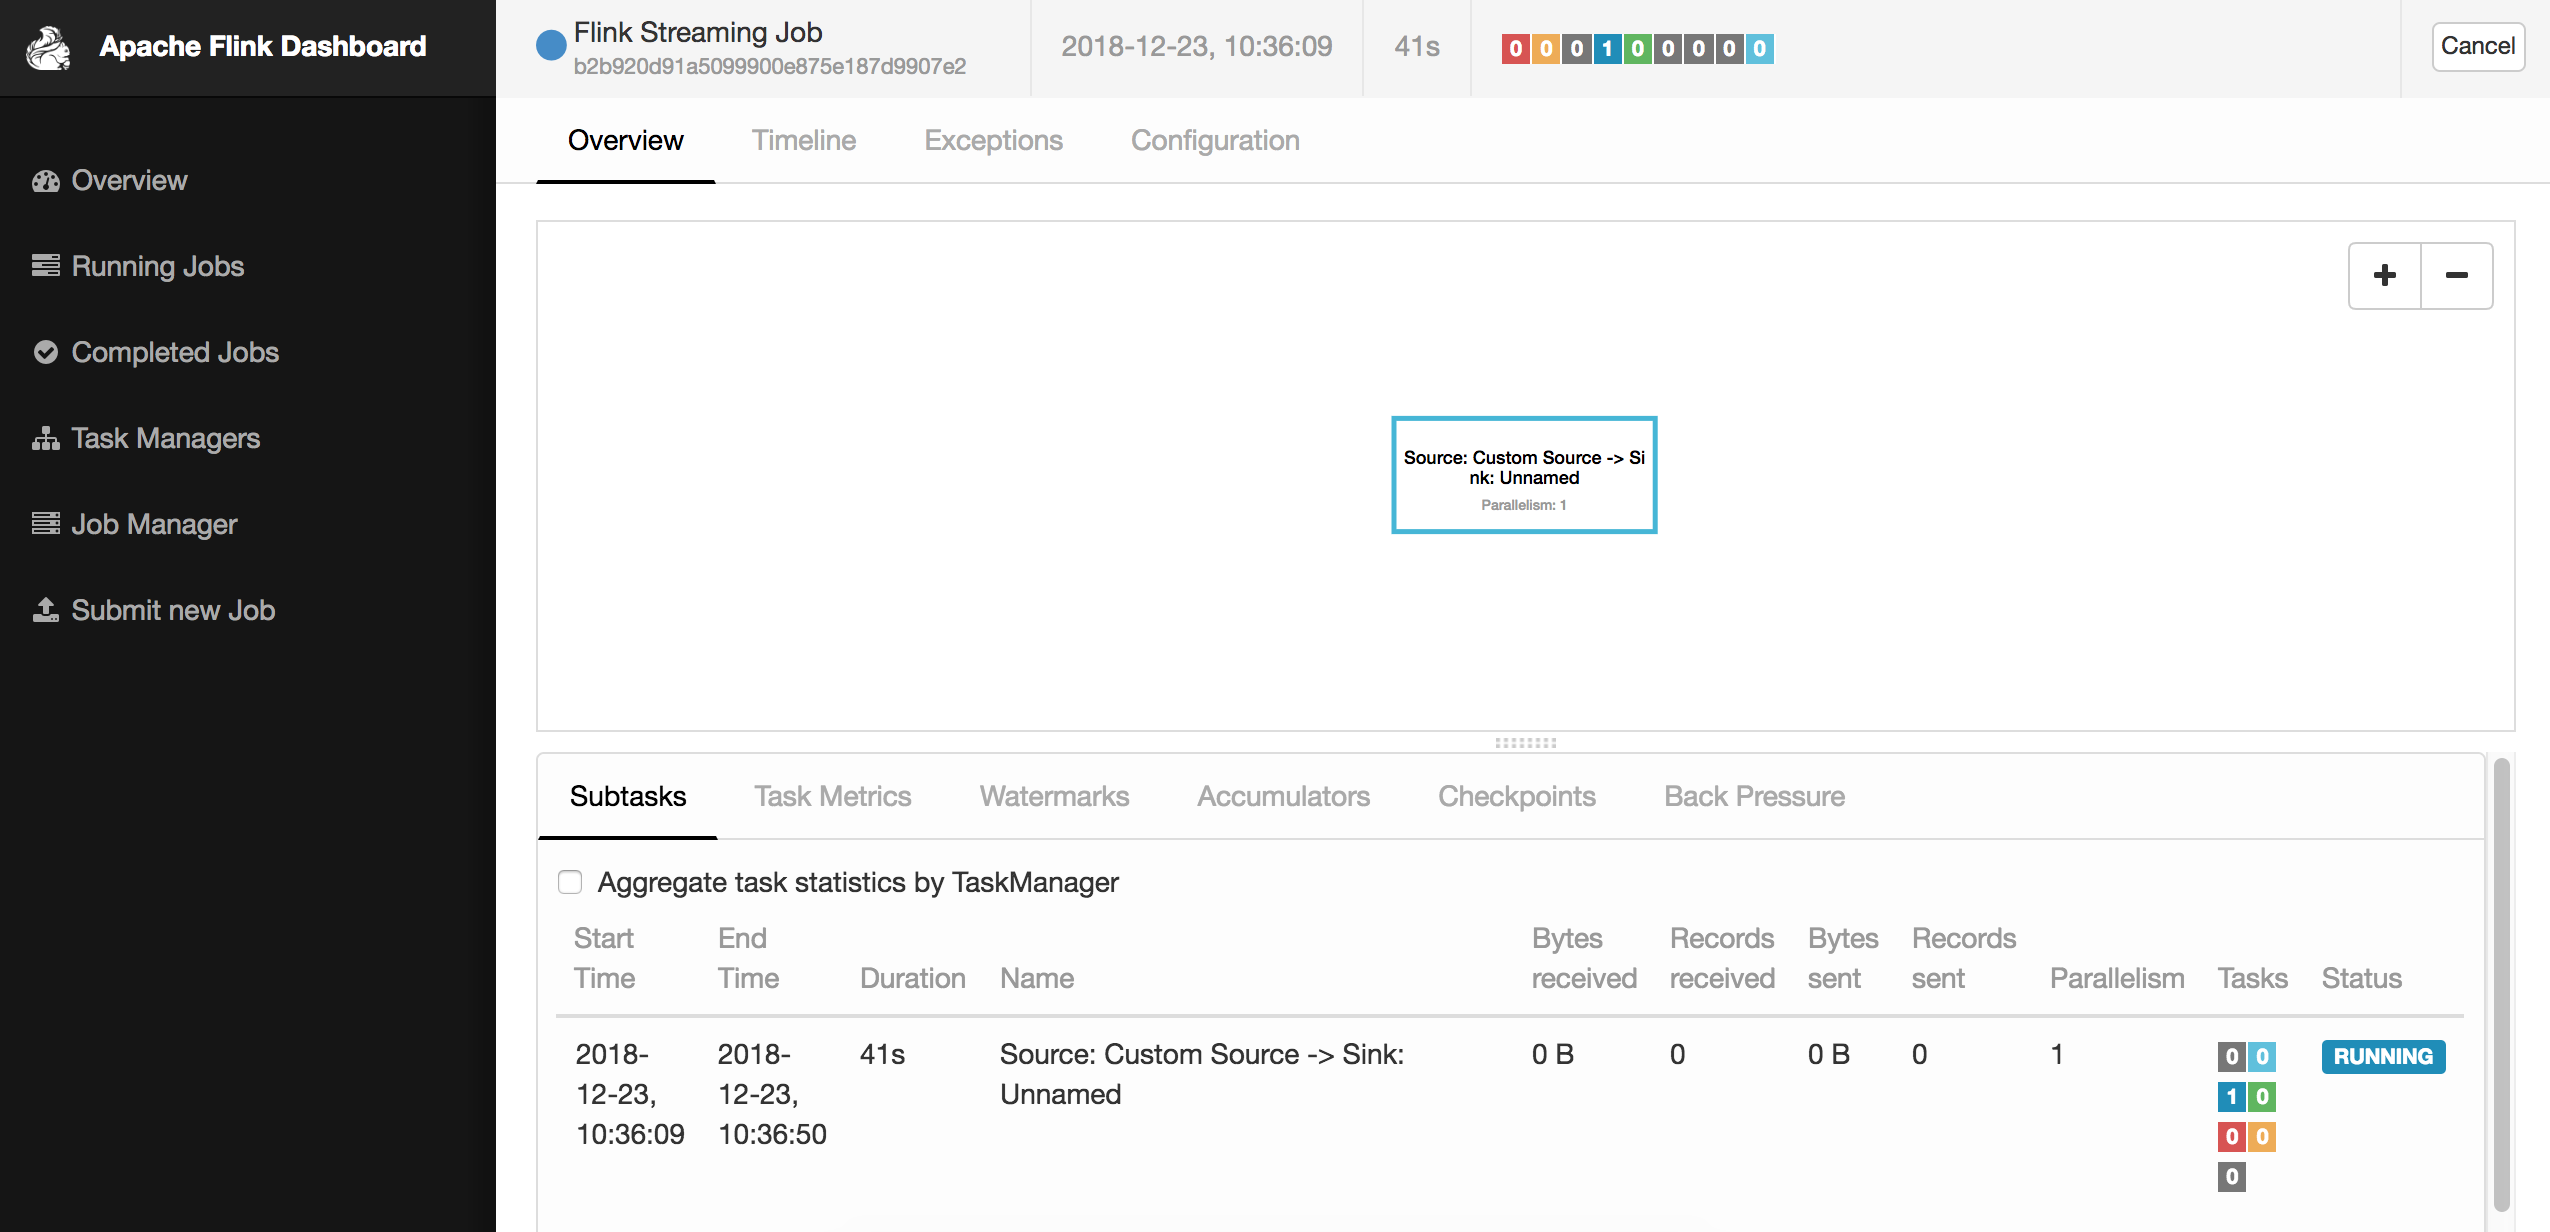 Apache Flink Dashboard
Overview
Running Jobs
Completed Jobs
Task Managers
Job Manager
Submit new Job
Flink Streaming Job
b2b920d91a5099900e875e187d9907e2
2018-12-23, 10:36:09
41s
0 0 0 1 0 0 0 0 0
Cancel
Overview Timeline Exceptions Configuration
+ −
Source: Custom Source -> Si
nk: Unnamed
Parallelism: 1
Subtasks Task Metrics Watermarks Accumulators Checkpoints Back Pressure
Aggregate task statistics by TaskManager
Start End Bytes Records Bytes Records
Time Time Duration Name received received sent sent Parallelism Tasks Status
2018- 2018- 41s Source: Custom Source -> Sink: 0 B 0 0 B 0 1 0 0 RUNNING
12-23, 12-23, Unnamed 1 0
10:36:09 10:36:50 0 0
0